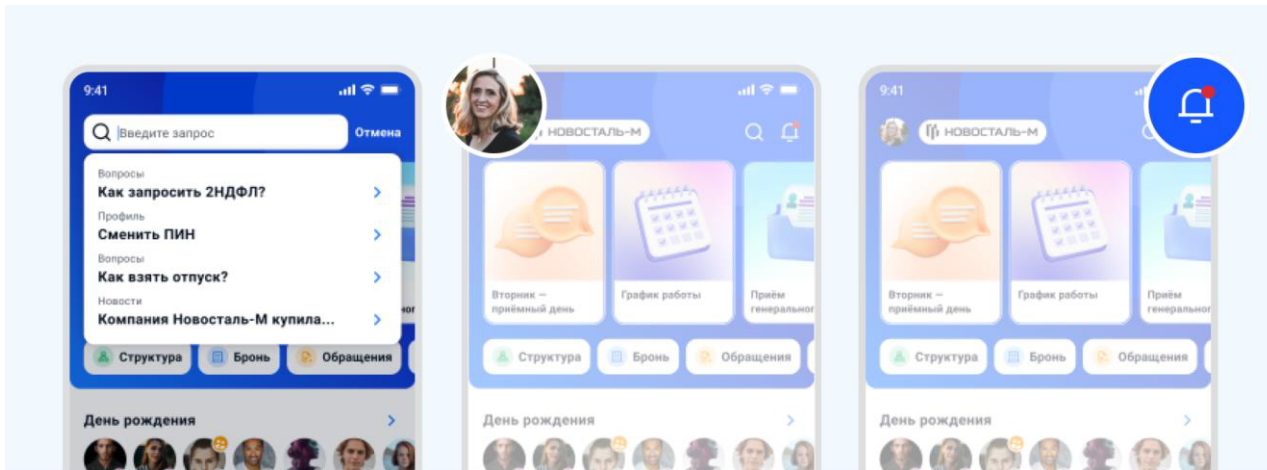 9:41
Введите запрос
Отмена
Вопросы
Как запросить 2НДФЛ?
Профиль
Сменить ПИН
Вопросы
Как взять отпуск?
Новости
Компания Новосталь-М купила...
Структура
Бронь
Обращения
День рождения
НОВОСТАЛЬ-М
Вторник —
приёмный день
График работы
Приём
Структура
Бронь
Обращения
День рождения
9:41
НОВОСТАЛЬ-М
Вторник —
приёмный день
График работы
Приём
Структура
Бронь
Обращения
День рождения